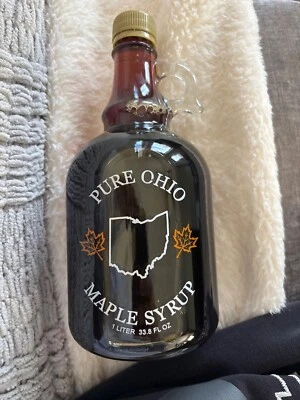 PURE OHIO
MAPLE SYRUP
1 LITER 33.8 FL OZ